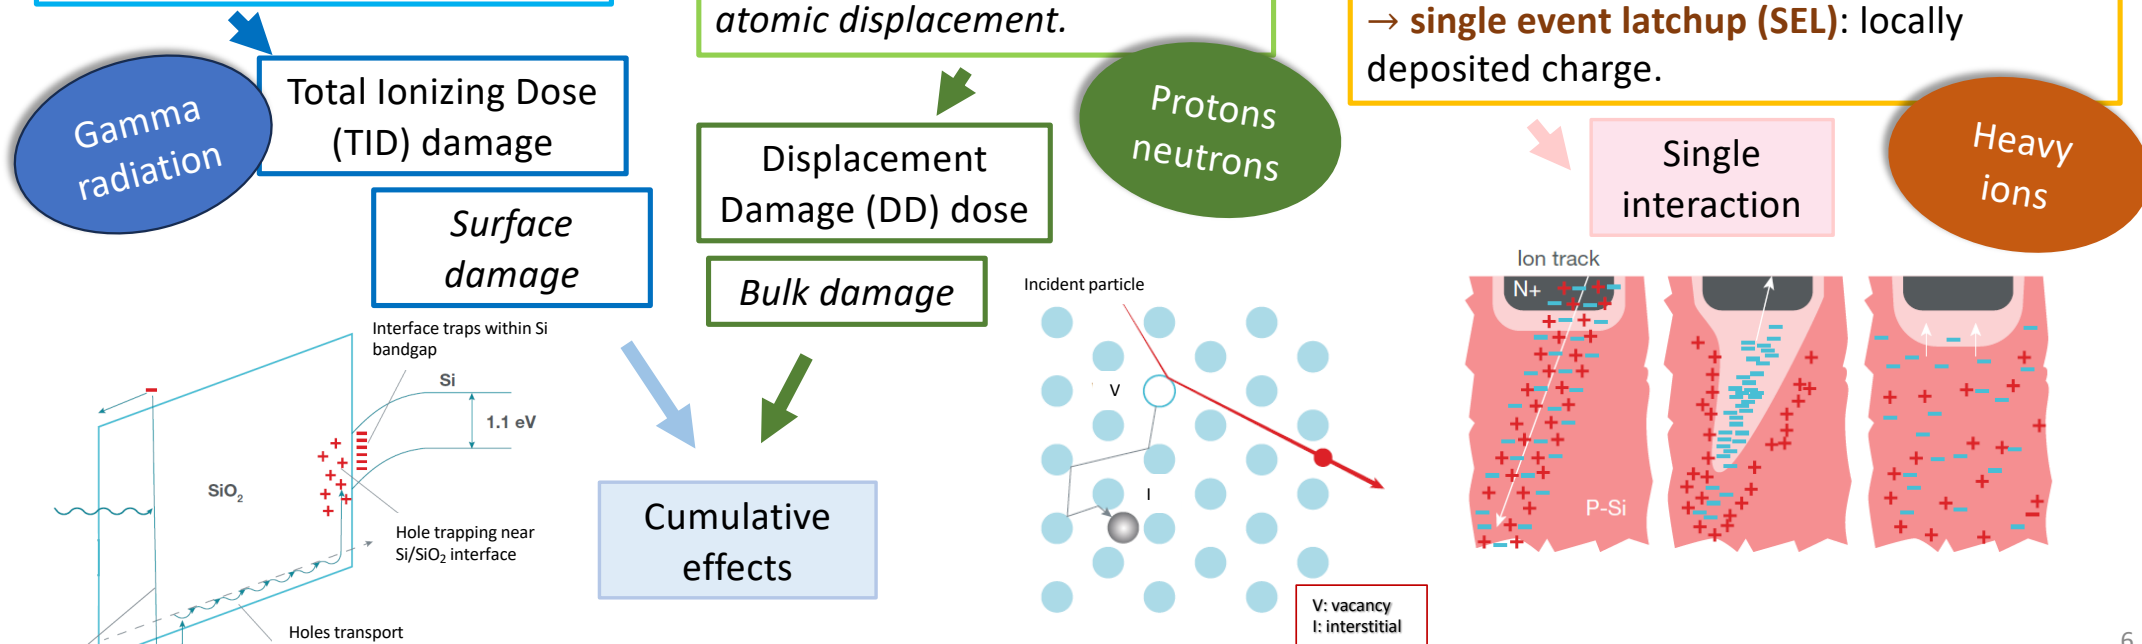 atomic displacement.
→ single event latchup (SEL): locally
deposited charge.
Gamma
radiation
Total Ionizing Dose
(TID) damage
Surface
damage
Displacement
Damage (DD) dose
Bulk damage
Protons
neutrons
Single
interaction
Heavy
ions
Interface traps within Si
bandgap
Si
1.1 eV
SiO2
Hole trapping near
Si/SiO2 interface
Holes transport
Cumulative
effects
Incident particle
V
I
V: vacancy
I: interstitial
Ion track
N+
P-Si
6